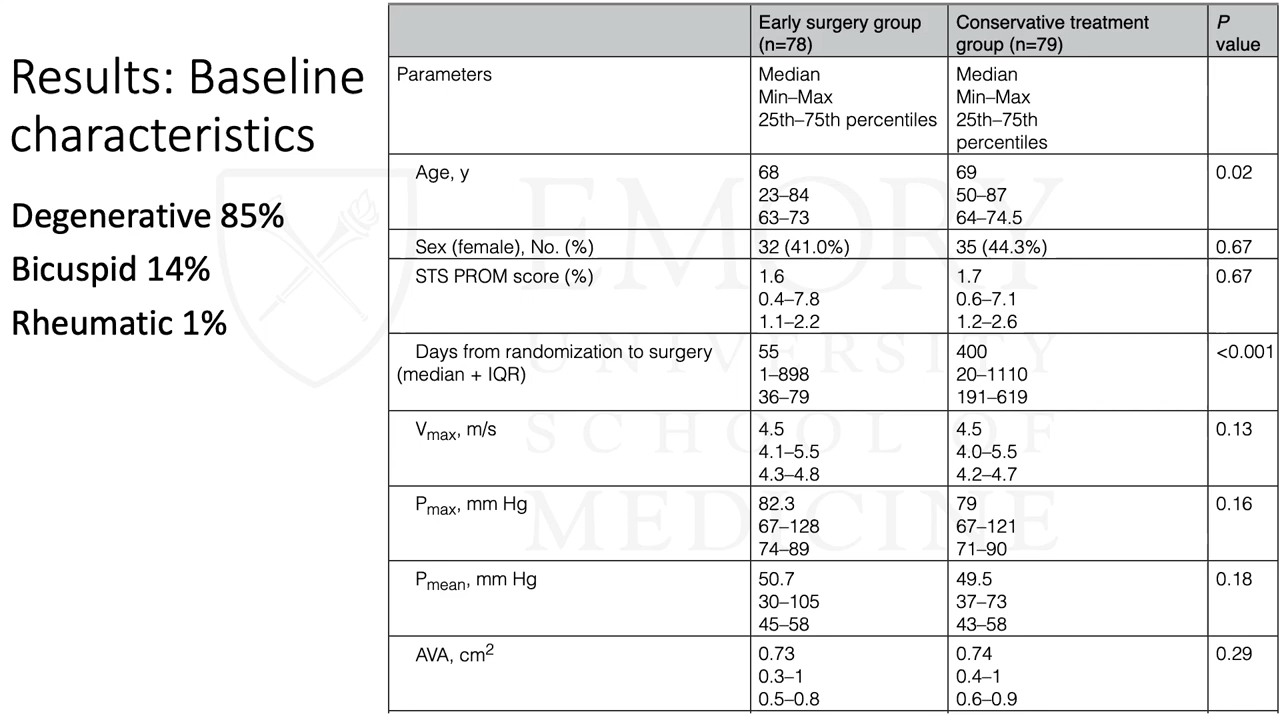 Results: Baseline
characteristics
Degenerative 85%
Bicuspid 14%
Rheumatic 1%
Early surgery group
(n=78)
Conservative treatment
group (n=79)
P
value
Parameters
Median
Min–Max
25th–75th percentiles
Median
Min–Max
25th–75th
percentiles
Age, y
68
23–84
63–73
69
50–87
64–74.5
0.02
Sex (female), No. (%)
32 (41.0%)
35 (44.3%)
0.67
STS PROM score (%)
1.6
0.4–7.8
1.1–2.2
1.7
0.6–7.1
1.2–2.6
0.67
Days from randomization to surgery
(median + IQR)
55
1–898
36–79
400
20–1110
191–619
<0.001
Vmax, m/s
4.5
4.1–5.5
4.3–4.8
4.5
4.0–5.5
4.2–4.7
0.13
Pmax, mm Hg
82.3
67–128
74–89
79
67–121
71–90
0.16
Pmean, mm Hg
50.7
30–105
45–58
49.5
37–73
43–58
0.18
AVA, cm2
0.73
0.3–1
0.5–0.8
0.74
0.4–1
0.6–0.9
0.29
EMORY
UNIVERSITY
SCHOOL OF
MEDICINE